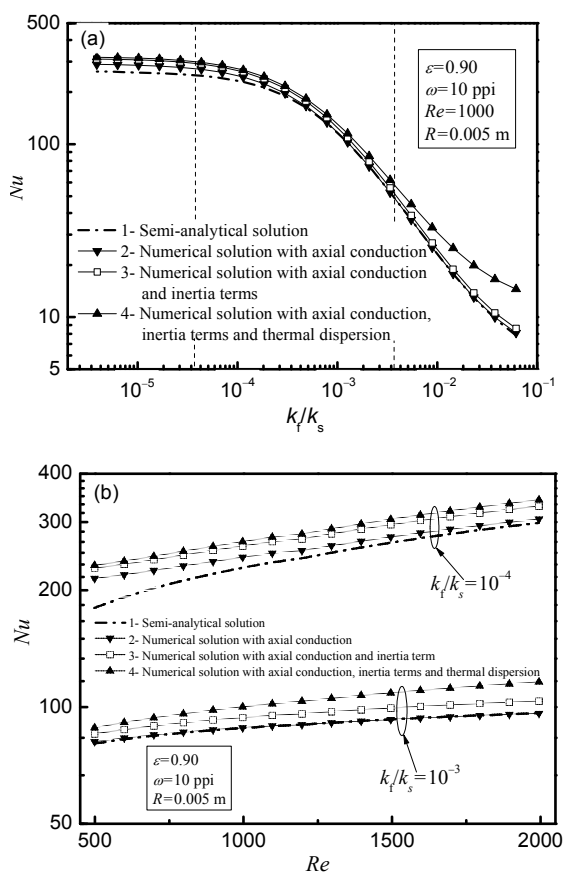 (a)
500
100
10
5
Nu
ε=0.90
ω=10 ppi
Re=1000
R=0.005 m
1- Semi-analytical solution
2- Numerical solution with axial conduction
3- Numerical solution with axial conduction
and inertia terms
4- Numerical solution with axial conduction,
inertia terms and thermal dispersion
10⁻⁵ 10⁻⁴ 10⁻³ 10⁻² 10⁻¹
k_f/k_s
(b)
400
300
200
100
50
Nu
k_f/k_s=10⁻⁴
1- Semi-analytical solution
2- Numerical solution with axial conduction
3- Numerical solution with axial conduction and inertia term
4- Numerical solution with axial conduction, inertia terms and thermal dispersion
ε=0.90
ω=10 ppi
R=0.005 m
k_f/k_s=10⁻³
500 1000 1500 2000
Re